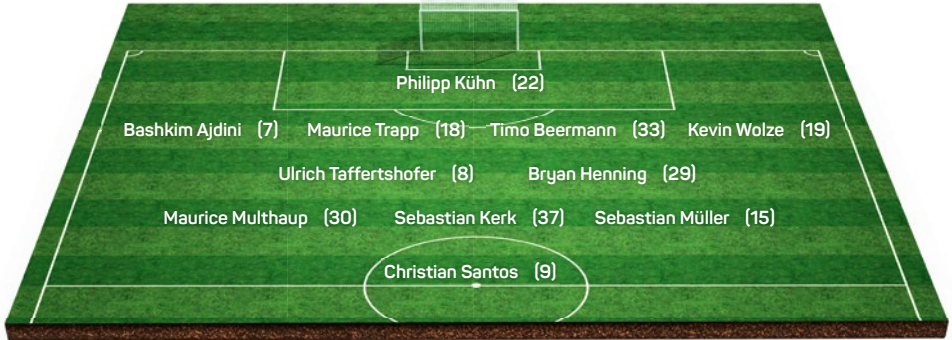 Philipp Kühn (22)
Bashkim Ajdini (7) Maurice Trapp (18) Timo Beermann (33) Kevin Wolze (19)
Ulrich Taffertshofer (8) Bryan Henning (29)
Maurice Multhaup (30) Sebastian Kerk (37) Sebastian Müller (15)
Christian Santos (9)